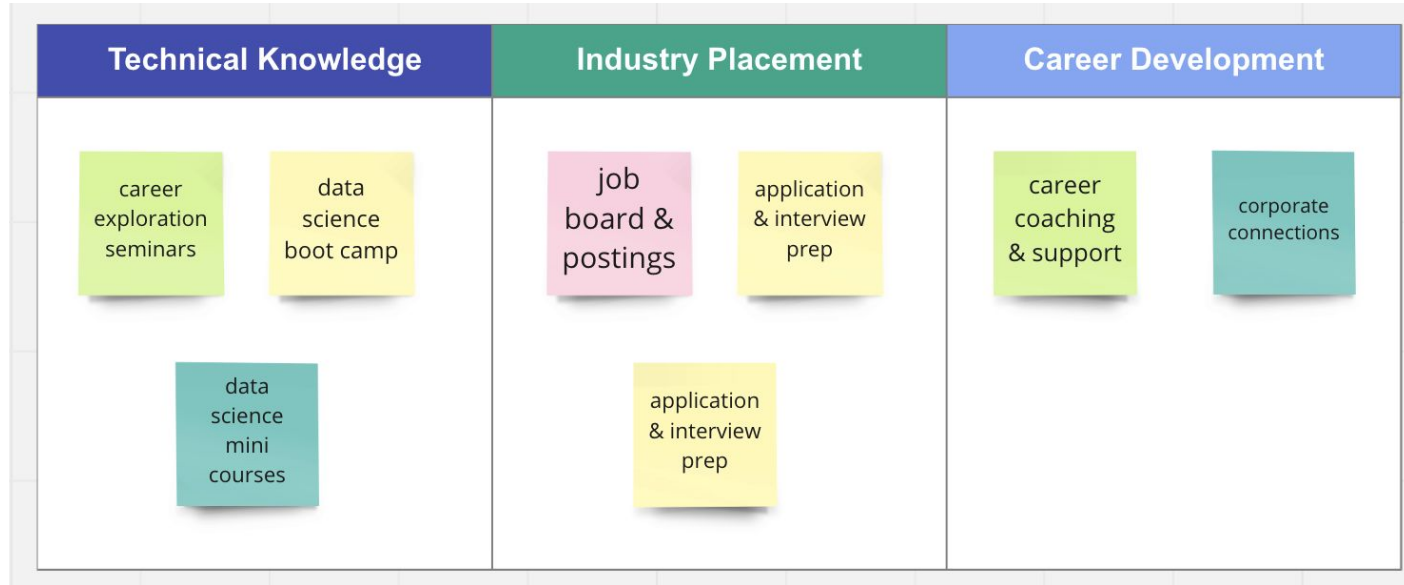 Technical Knowledge
Industry Placement
Career Development
career
exploration
seminars
data
science
boot camp
data
science
mini
courses
job
board &
postings
application
& interview
prep
application
& interview
prep
career
coaching
& support
corporate
connections